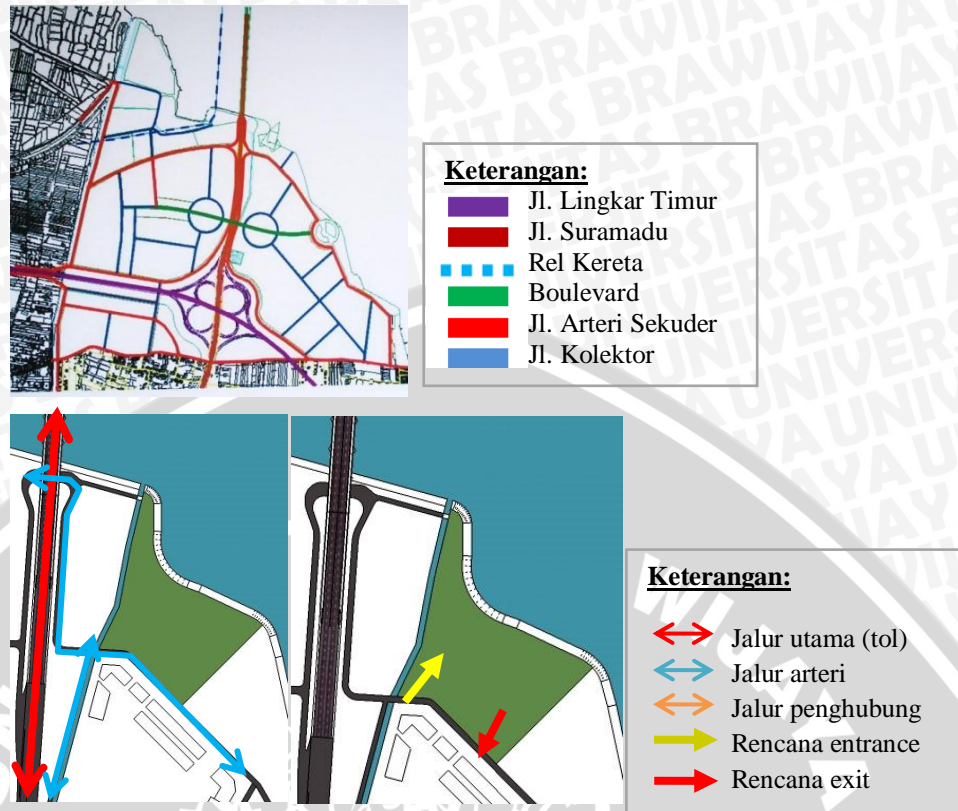 Keterangan:
Jl. Lingkar Timur
Jl. Suramadu
Rel Kereta
Boulevard
Jl. Arteri Sekuder
Jl. Kolektor
Keterangan:
Jalur utama (tol)
Jalur arteri
Jalur penghubung
Rencana entrance
Rencana exit